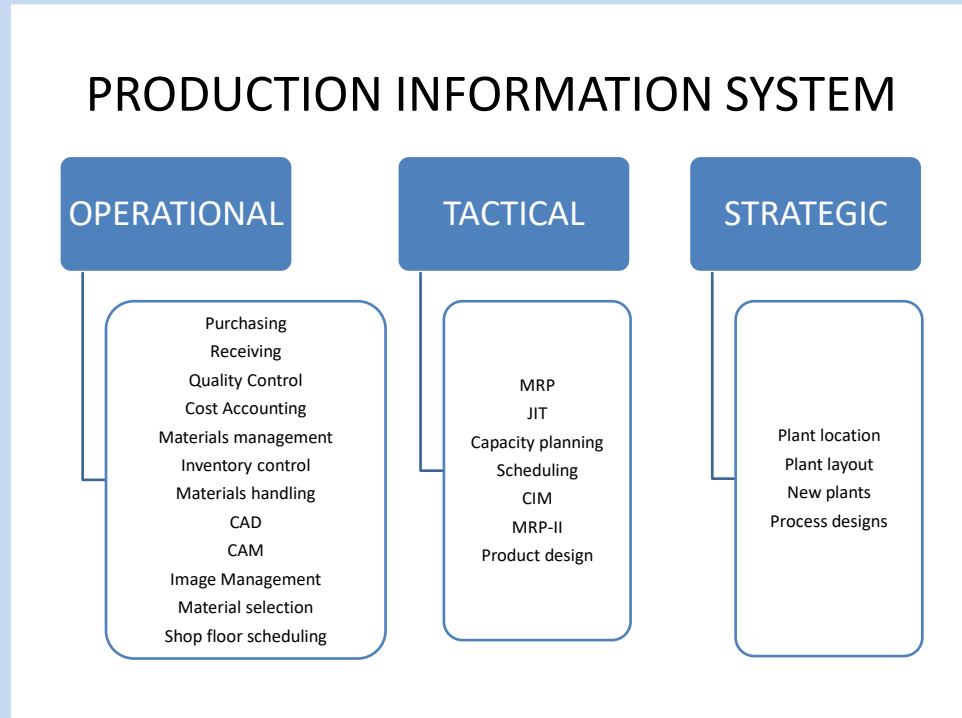 PRODUCTION INFORMATION SYSTEM
OPERATIONAL
Purchasing
Receiving
Quality Control
Cost Accounting
Materials management
Inventory control
Materials handling
CAD
CAM
Image Management
Material selection
Shop floor scheduling
TACTICAL
MRP
JIT
Capacity planning
Scheduling
CIM
MRP-II
Product design
STRATEGIC
Plant location
Plant layout
New plants
Process designs